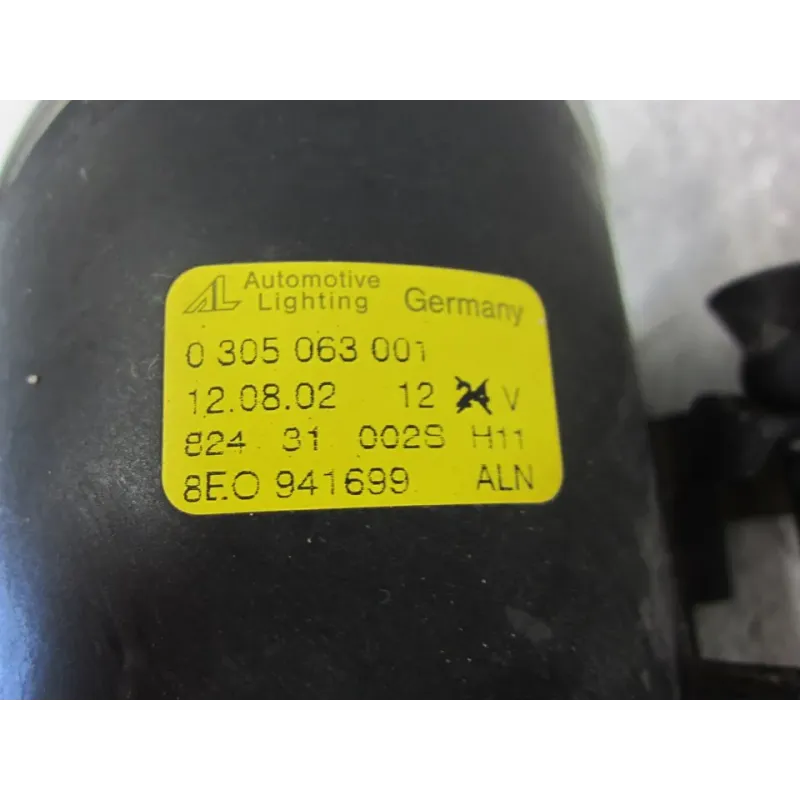 AL Automotive Lighting Germany
0 305 063 001
12.08.02 12 24 V
824 31 002S H11
8E0 941699 ALN